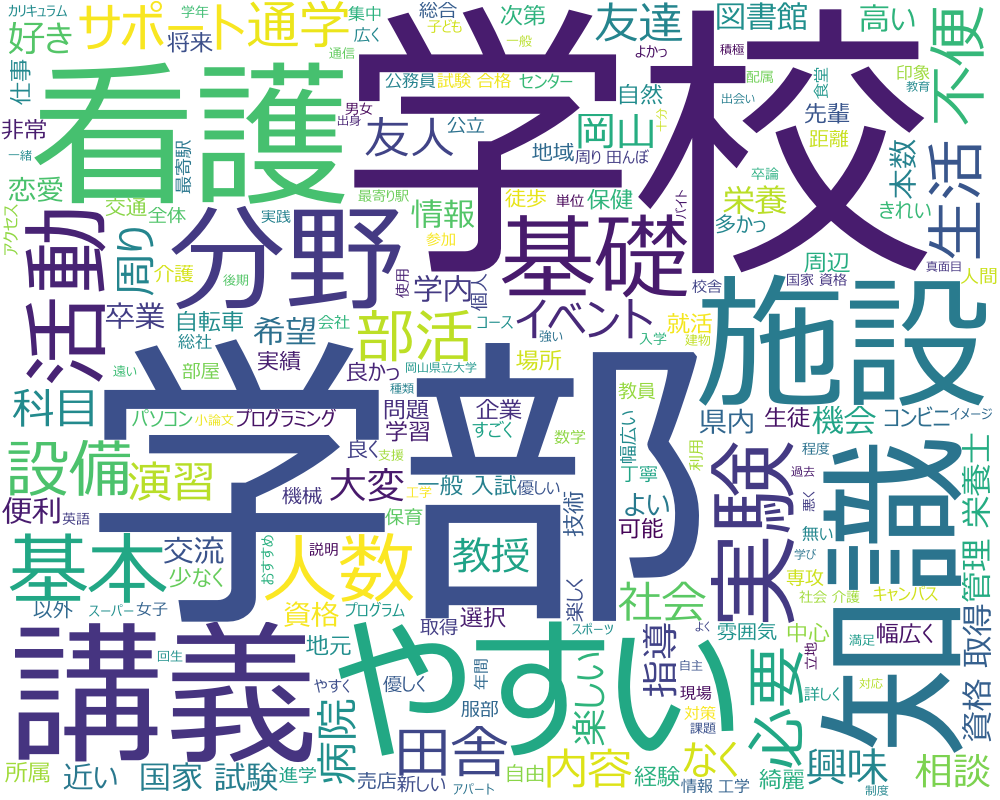 カリキュラム
学年
サポート
通学
集中
総合
次第
友達
図書館
高い
不便
好き
将来
広く
子ども
一般
よかっ
積極
学校
仕事
看護
通信
公務員
試験 合格
センター
自然
配属
食堂
印象
教育
非常
男女
出身
友人
公立
岡山
出会い
先輩
一緒
最寄駅
地域
周り 田んぼ
十分
距離
恋愛
最寄り駅
徒歩
単位
保健
バイト
卒論
本数
生活
アクセス
交通
全体
実践
情報
栄養
きれい
活動
周り
分野
参加
基礎
多かっ
真面目
介護
後期
使用
学内
個人
周辺
国家 資格
人間
卒業
自転車
希望
会社
部活
コース
イベント
校舎
施設
総社
強い
就活
入学
建物
実績
良かっ
岡山県立大学
場所
遠い
部屋
種類
教員
科目
パソコン
小論文
プログラミング
問題
企業
学部
県内
生徒
機会
コンビニ
イメージ
学習
すごく
数学
幅広い
利用
設備
演習
良く
支援
丁寧
実験
程度
過去
知識
栄養士
機械
大変
工学
一般 入試
優しい
よい
悪く
便利
英語
保育
技術
可能
無い
基本
交流
おすすめ
説明
人数
教授
学び
管理
少なく
楽しく
社会
専攻
社会 介護
キャンパス
以外
スーパー
女子
資格
プログラム
取得
選択
スポーツ
よく
雰囲気
中心
幅広く
資格 取得
講義
回生
地元
やすい
指導
満足
立地
やすく
優しく
年間
自主
必要
詳しく
対応
病院
服部
楽しい
現場
対策
課題
田舎
興味
相談
所属
近い
国家 試験
進学
売店
新しい
自由
内容
経験
なく
綺麗
アパート
情報 工学
制度